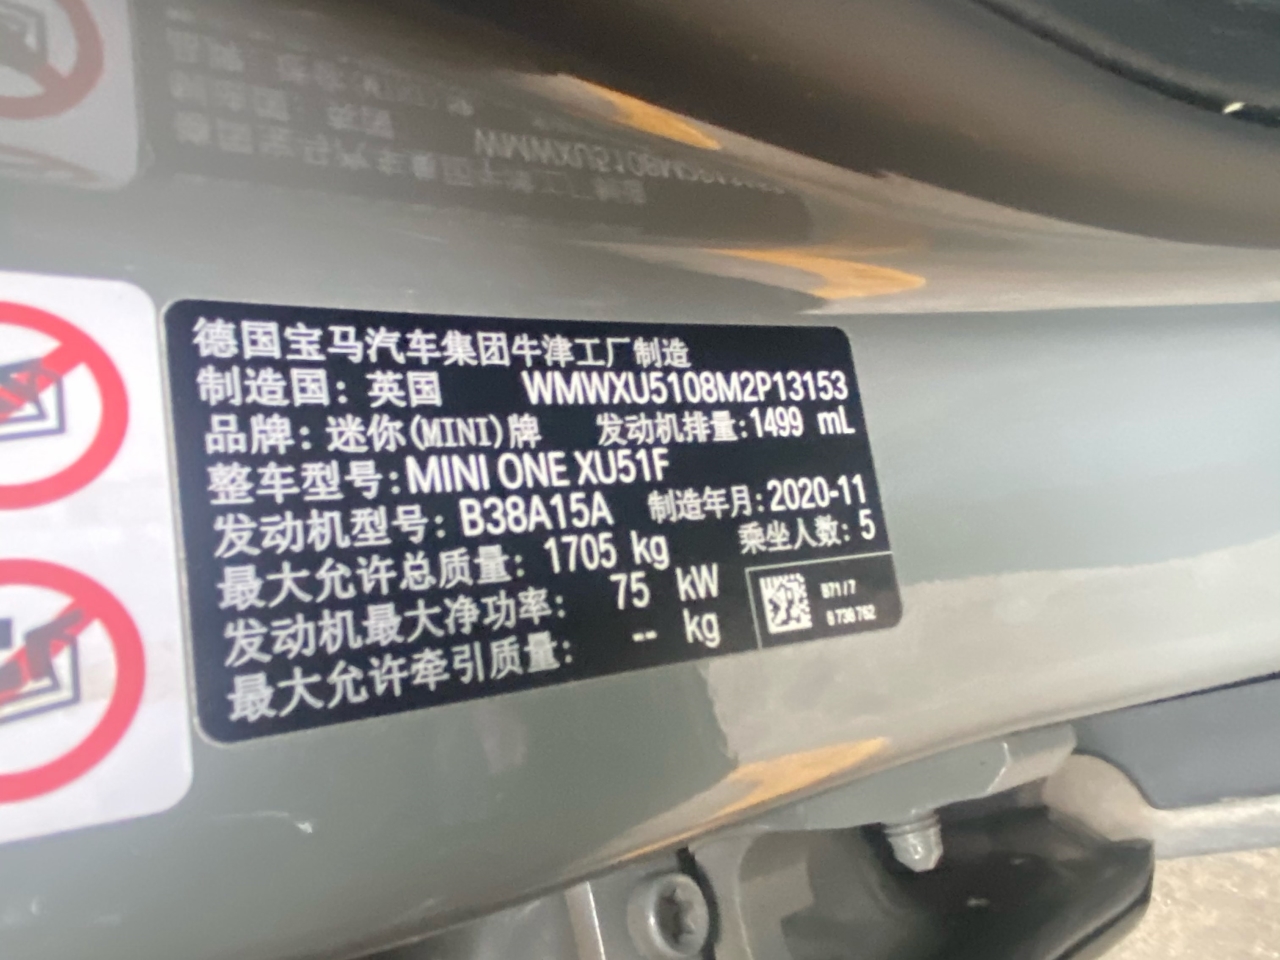 德国宝马汽车集团牛津工厂制造
制造国：英国 WMWXU5108M2P13153
品牌：迷你(MINI)牌 发动机排量：1499 mL
整车型号：MINI ONE XU51F
发动机型号：B38A15A 制造年月：2020-11
最大允许总质量：1705 kg 乘坐人数：5
发动机最大净功率：75 kW
最大允许牵引质量：-- kg
B71/7